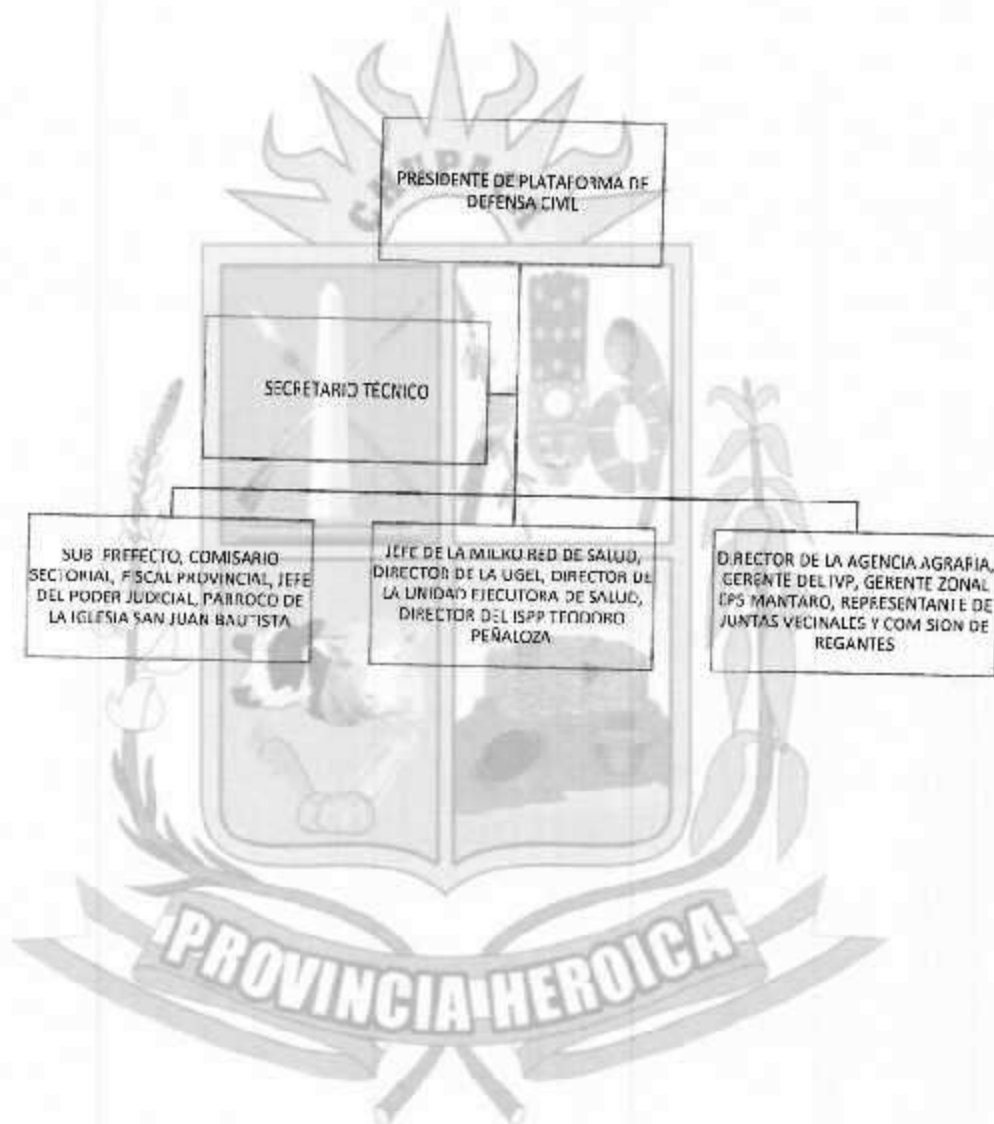 PRESIDENTE DE PLATAFORMA DE
DEFENSA CIVIL
SECRETARIO TÉCNICO
SUB PREFECTO, COMISARIO
SECTORIAL, FISCAL PROVINCIAL, JEFE
DEL PODER JUDICIAL, PARROCO DE
LA IGLESIA SAN JUAN BAUTISTA
JEFE DE LA MICRO RED DE SALUD,
DIRECTOR DE LA UGEL, DIRECTOR DE
LA UNIDAD EJECUTORA DE SALUD,
DIRECTOR DEL ISPP TEODORO
PEÑALOZA
DIRECTOR DE LA AGENCIA AGRARIA,
GERENTE DEL IVP, GERENTE ZONAL
EPS MANTARO, REPRESENTANTE DE
JUNTAS VECINALES Y COMISION DE
REGANTES
PROVINCIA HEROICA